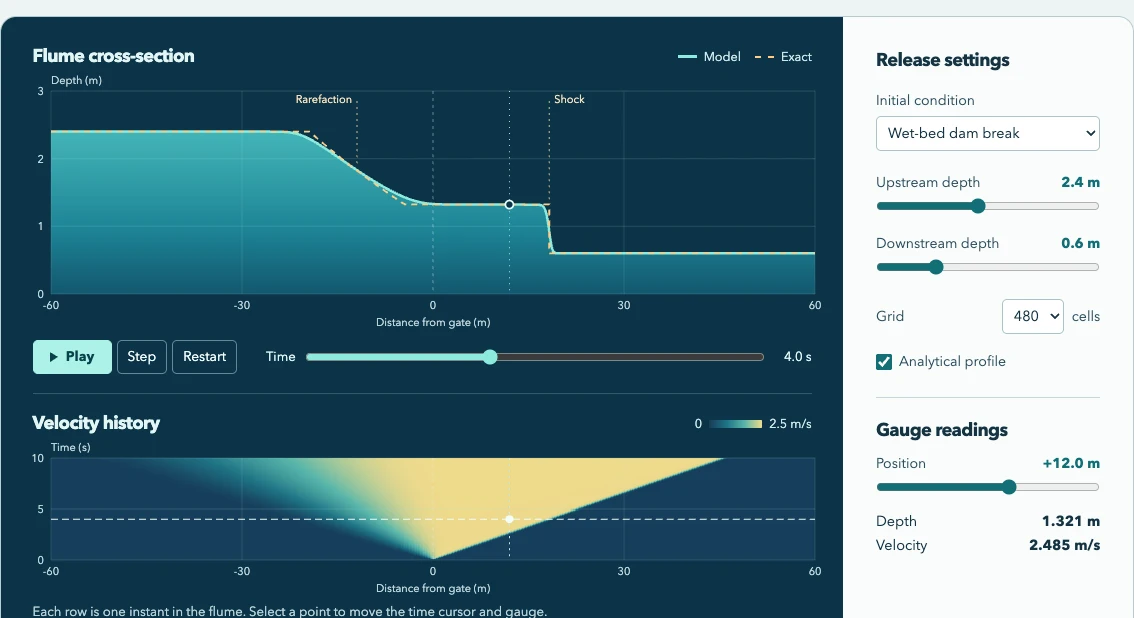 Flume cross-section
Model Exact
Depth (m)
3
Rarefaction Shock
2
1
0
-60 -30 0 30 60
Distance from gate (m)
Play Step Restart Time 4.0 s
Velocity history
0 2.5 m/s
Time (s)
10
5
0
-60 -30 0 30 60
Distance from gate (m)
Each row is one instant in the flume. Select a point to move the time cursor and gauge.
Release settings
Initial condition
Wet-bed dam break
Upstream depth 2.4 m
Downstream depth 0.6 m
Grid 480 cells
Analytical profile
Gauge readings
Position +12.0 m
Depth 1.321 m
Velocity 2.485 m/s